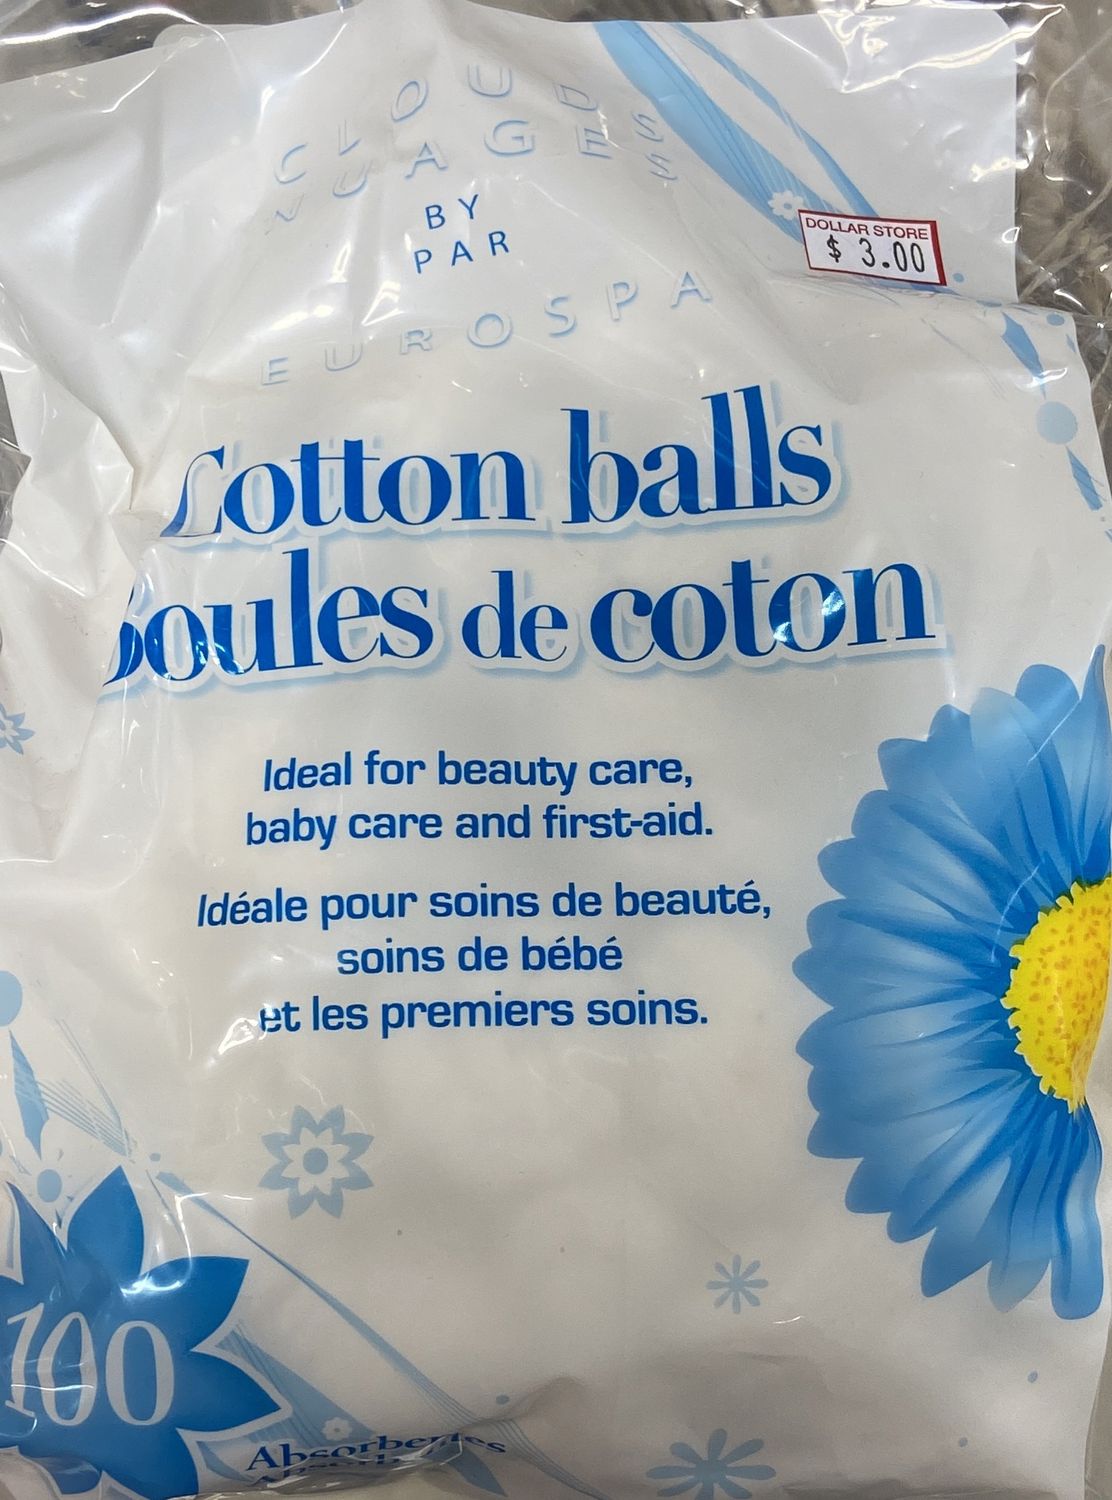 CLOUDS
NUAGES
BY
PAR
EUROSPA
DOLLAR STORE
$ 3.00
Cotton balls
Boules de coton
Ideal for beauty care,
baby care and first-aid.
Idéale pour soins de beauté,
soins de bébé
et les premiers soins.
100
Absorbentes